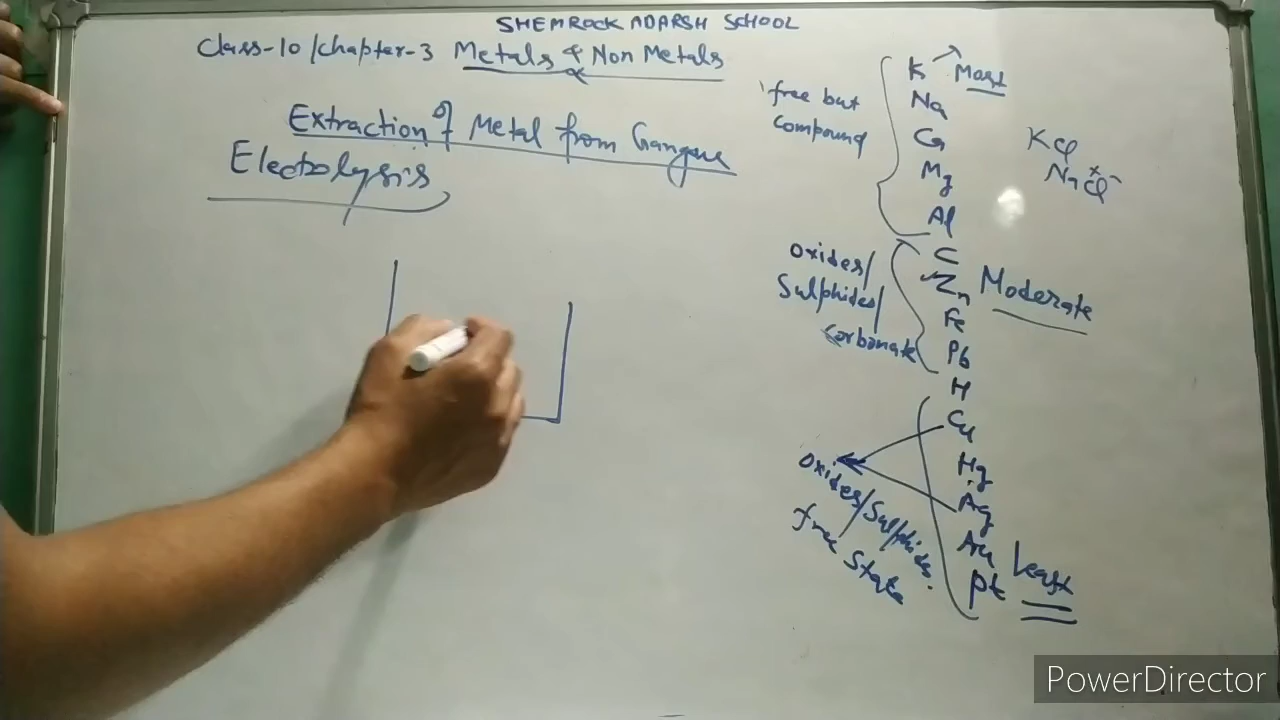 SHEMROCK ADARSH SCHOOL
Class-10/chapter-3 Metals & Non Metals
Extraction of Metal from Gangue
Electrolysis
free but
compound
K Most
Na
Ca
Mg
Al
KCl
Na+Cl-
Oxides/
Sulphides/
Carbonate
C
Zn Moderate
Fe
Pb
H
Cu
Hg
Ag
Au
Pt Least
Oxides/Sulphides.
free State
PowerDirector